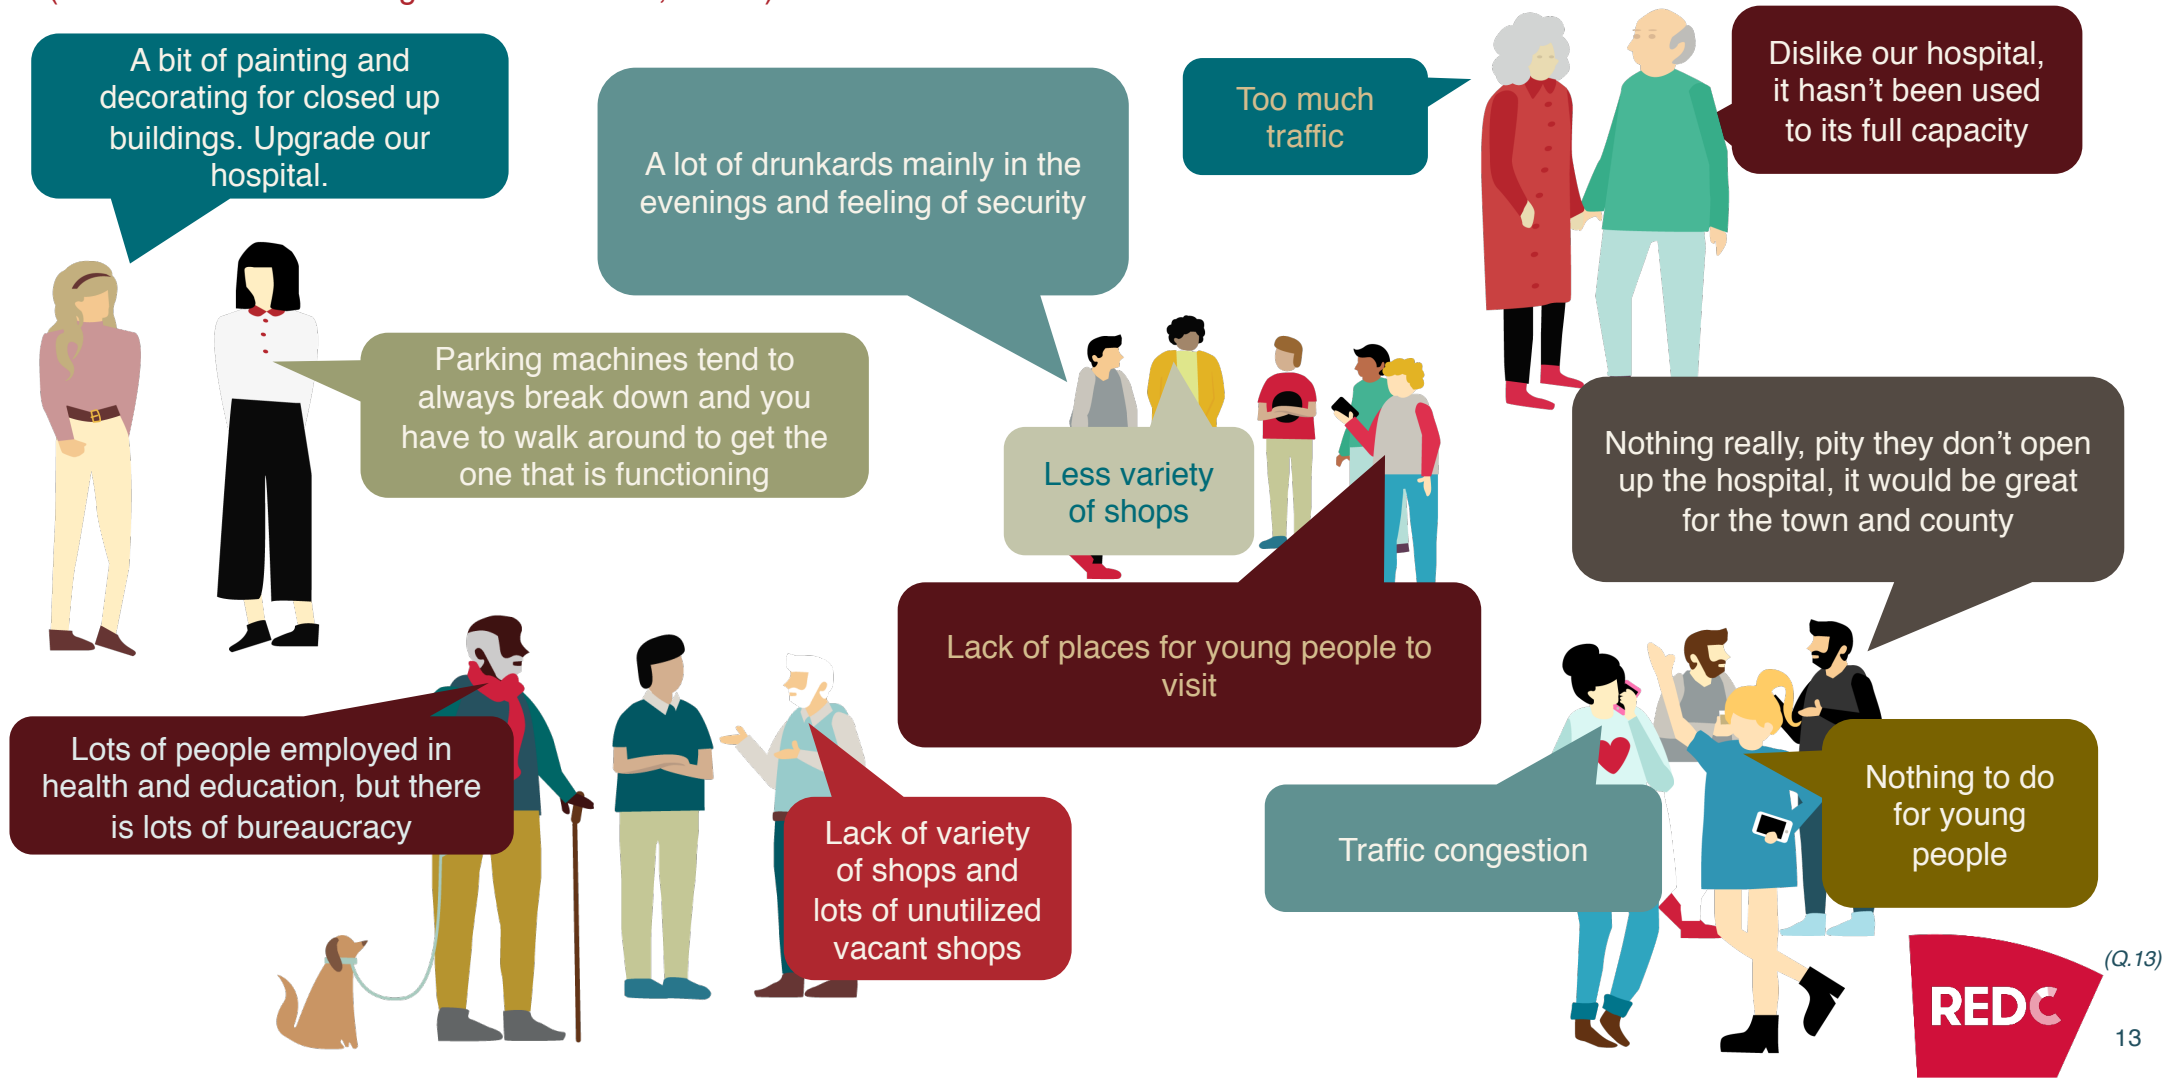 A bit of painting and
decorating for closed up
buildings. Upgrade our
hospital.
A lot of drunkards mainly in the
evenings and feeling of security
Too much
traffic
Dislike our hospital,
it hasn't been used
to its full capacity
Parking machines tend to
always break down and you
have to walk around to get the
one that is functioning
Less variety
of shops
Nothing really, pity they don't open
up the hospital, it would be great
for the town and county
Lack of places for young people to
visit
Lots of people employed in
health and education, but there
is lots of bureaucracy
Lack of variety
of shops and
lots of unutilized
vacant shops
Traffic congestion
Nothing to do
for young
people
(Q.13)
REDC
13